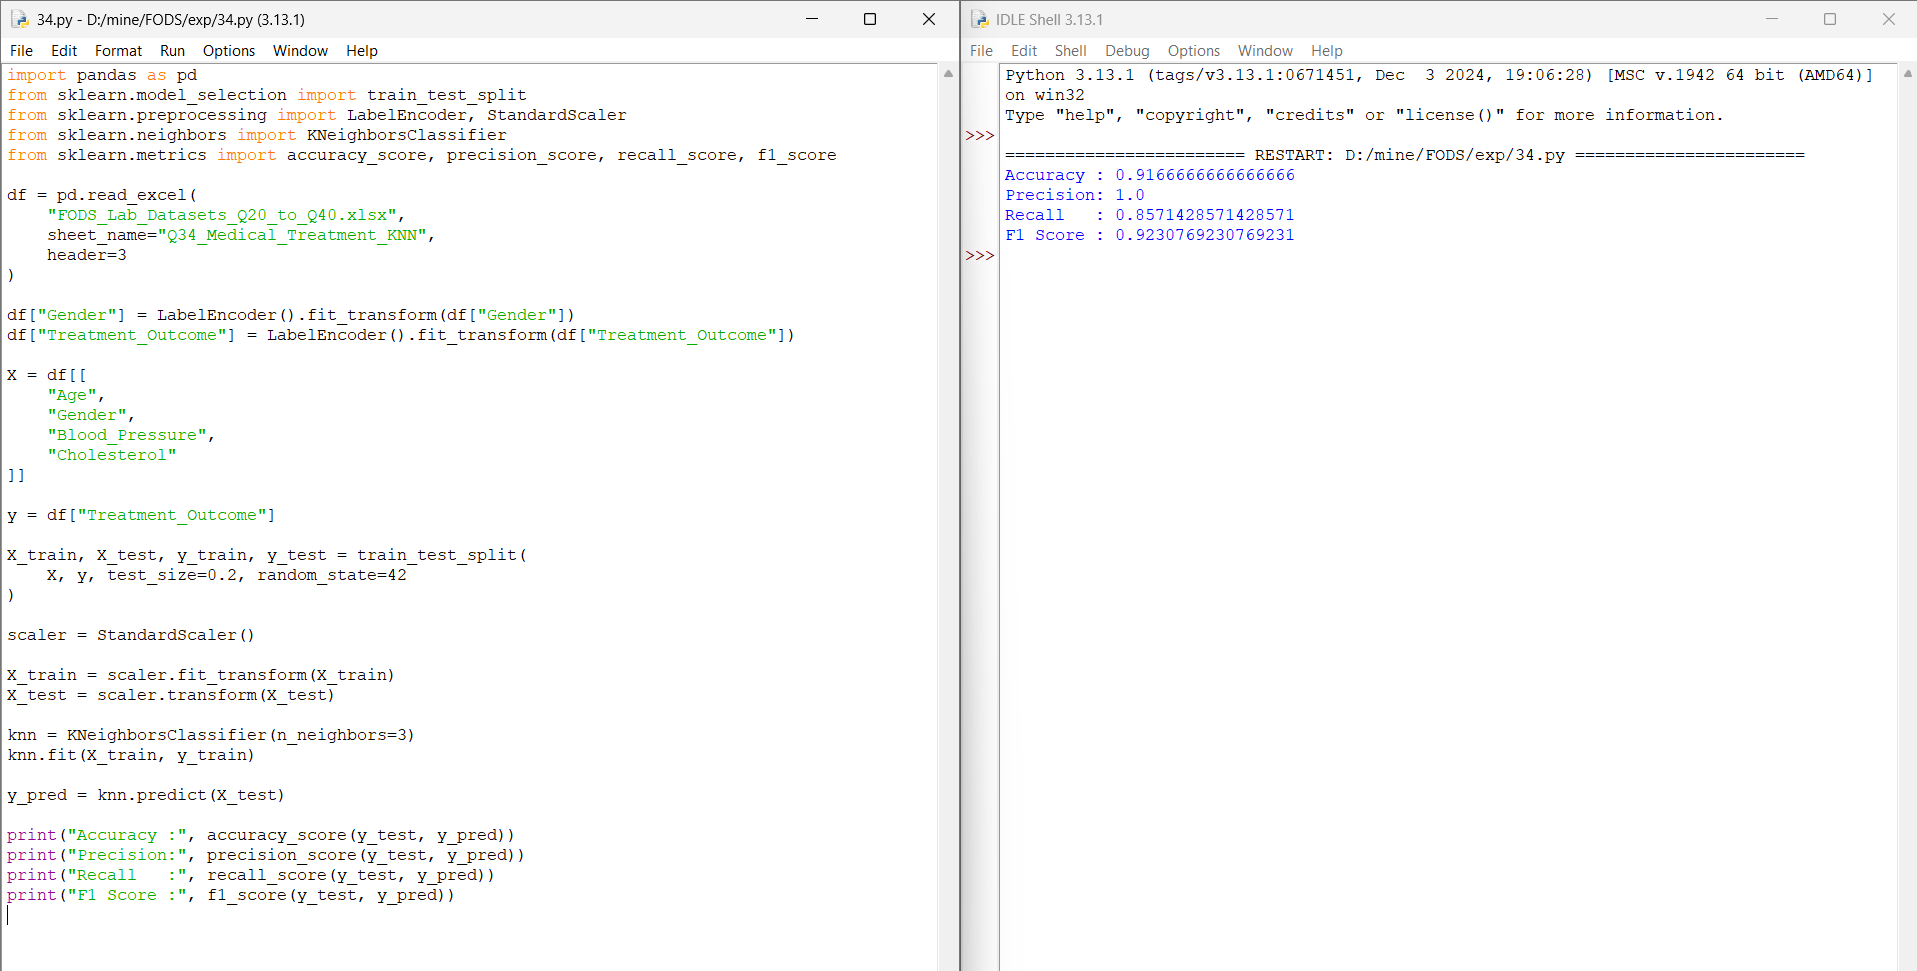 34.py - D:/mine/FODS/exp/34.py (3.13.1)
File Edit Format Run Options Window Help
import pandas as pd
from sklearn.model_selection import train_test_split
from sklearn.preprocessing import LabelEncoder, StandardScaler
from sklearn.neighbors import KNeighborsClassifier
from sklearn.metrics import accuracy_score, precision_score, recall_score, f1_score

df = pd.read_excel(
    "FODS_Lab_Datasets_Q20_to_Q40.xlsx",
    sheet_name="Q34_Medical_Treatment_KNN",
    header=3
)

df["Gender"] = LabelEncoder().fit_transform(df["Gender"])
df["Treatment_Outcome"] = LabelEncoder().fit_transform(df["Treatment_Outcome"])

X = df[[
    "Age",
    "Gender",
    "Blood_Pressure",
    "Cholesterol"
]]

y = df["Treatment_Outcome"]

X_train, X_test, y_train, y_test = train_test_split(
    X, y, test_size=0.2, random_state=42
)

scaler = StandardScaler()

X_train = scaler.fit_transform(X_train)
X_test = scaler.transform(X_test)

knn = KNeighborsClassifier(n_neighbors=3)
knn.fit(X_train, y_train)

y_pred = knn.predict(X_test)

print("Accuracy :", accuracy_score(y_test, y_pred))
print("Precision:", precision_score(y_test, y_pred))
print("Recall   :", recall_score(y_test, y_pred))
print("F1 Score :", f1_score(y_test, y_pred))
IDLE Shell 3.13.1
File Edit Shell Debug Options Window Help
Python 3.13.1 (tags/v3.13.1:0671451, Dec  3 2024, 19:06:28) [MSC v.1942 64 bit (AMD64)]
on win32
Type "help", "copyright", "credits" or "license()" for more information.
>>>
======================== RESTART: D:/mine/FODS/exp/34.py =======================
Accuracy : 0.9166666666666666
Precision: 1.0
Recall   : 0.8571428571428571
F1 Score : 0.9230769230769231
>>>